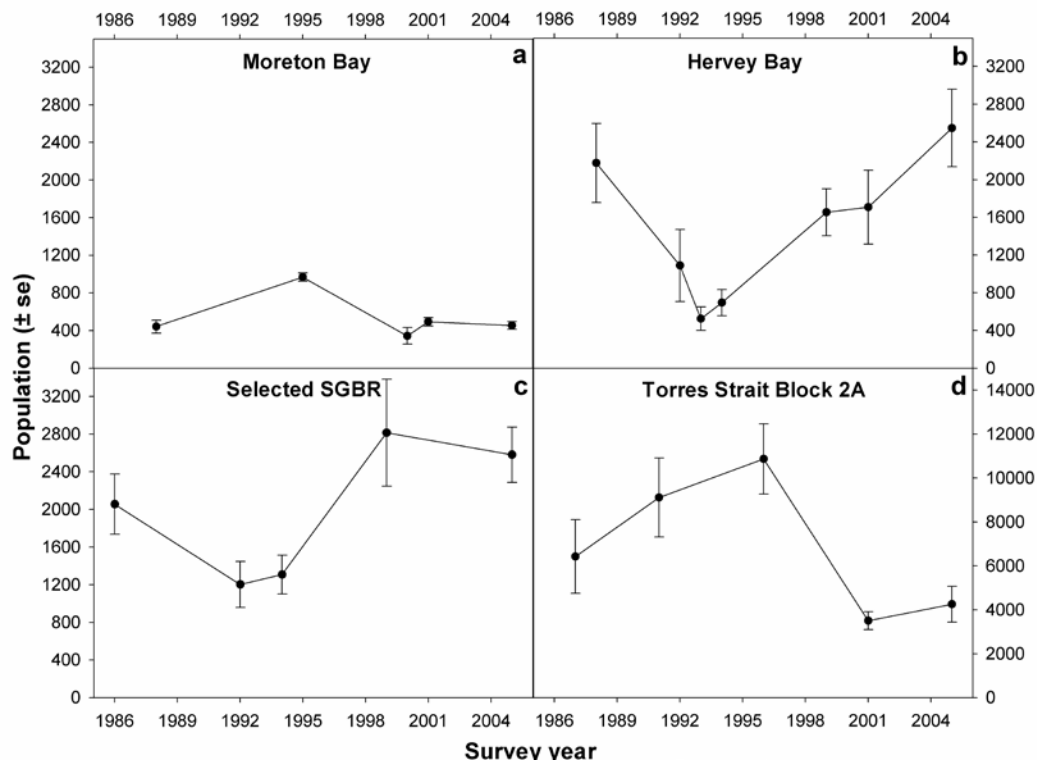 1986 1989 1992 1995 1998 2001 2004
1986 1989 1992 1995 1998 2001 2004
Moreton Bay
a
3200
2800
2400
2000
1600
1200
800
400
0
Hervey Bay
b
3200
2800
2400
2000
1600
1200
800
400
0
Population (± se)
Selected SGBR
c
3200
2800
2400
2000
1600
1200
800
400
0
Torres Strait Block 2A
d
14000
12000
10000
8000
6000
4000
2000
0
1986 1989 1992 1995 1998 2001 2004
1986 1989 1992 1995 1998 2001 2004
Survey year